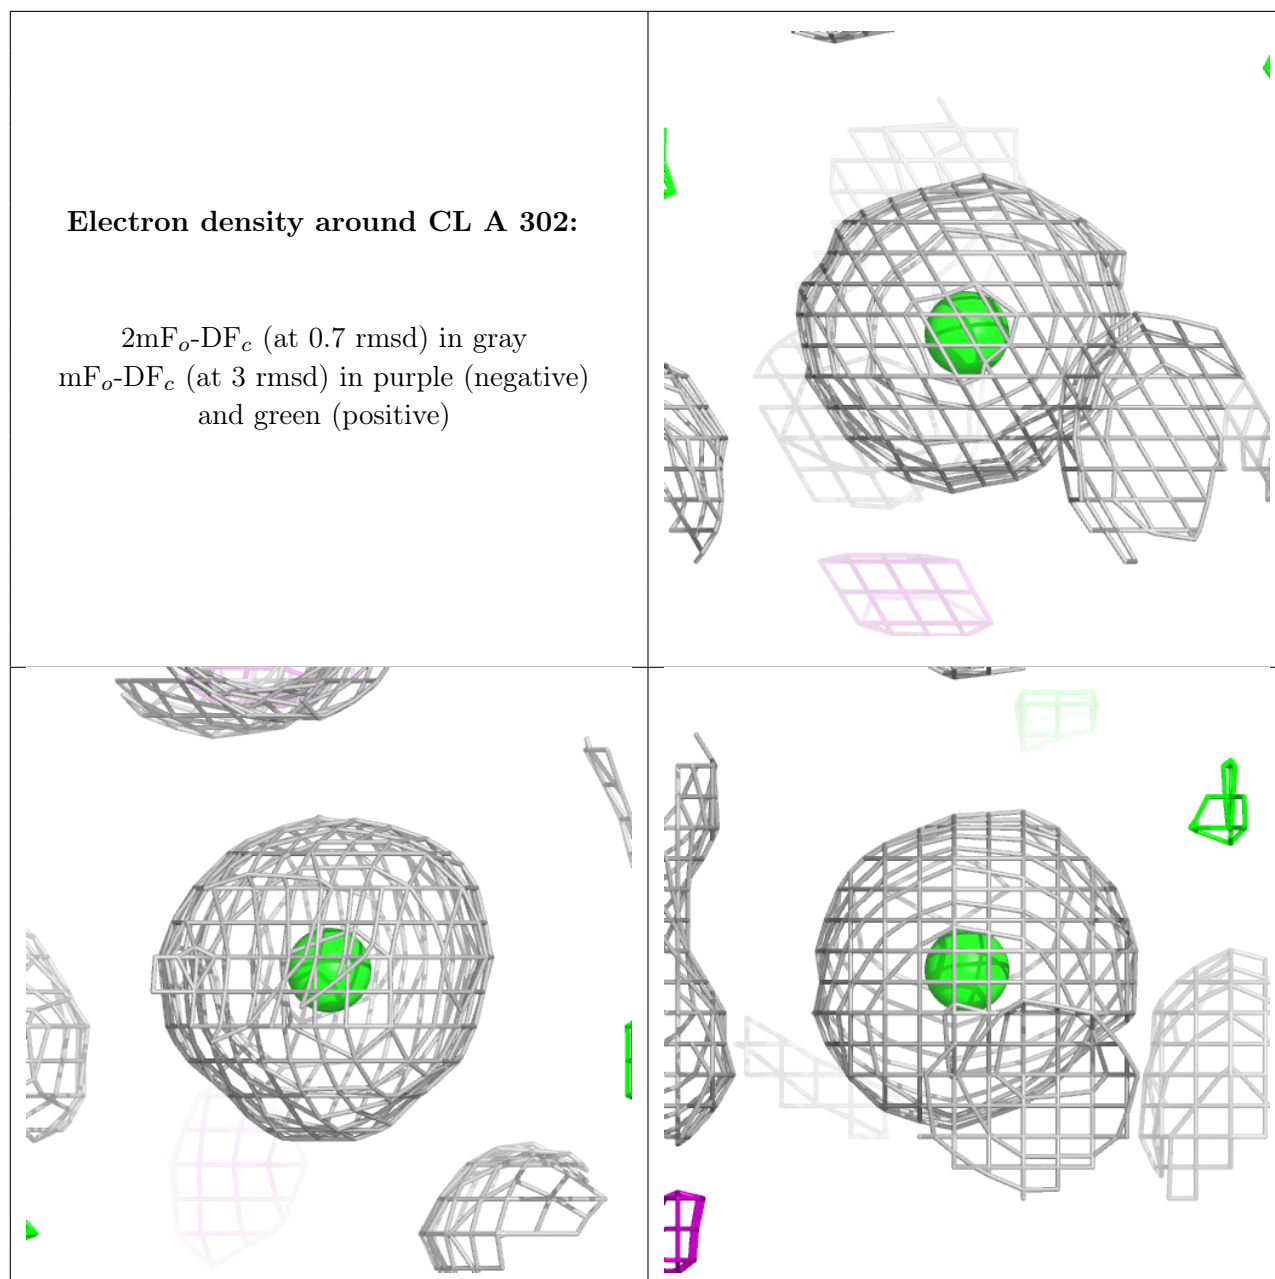 Electron density around CL A 302:
2mFₒ-DF𝒸 (at 0.7 rmsd) in gray
mFₒ-DF𝒸 (at 3 rmsd) in purple (negative)
and green (positive)